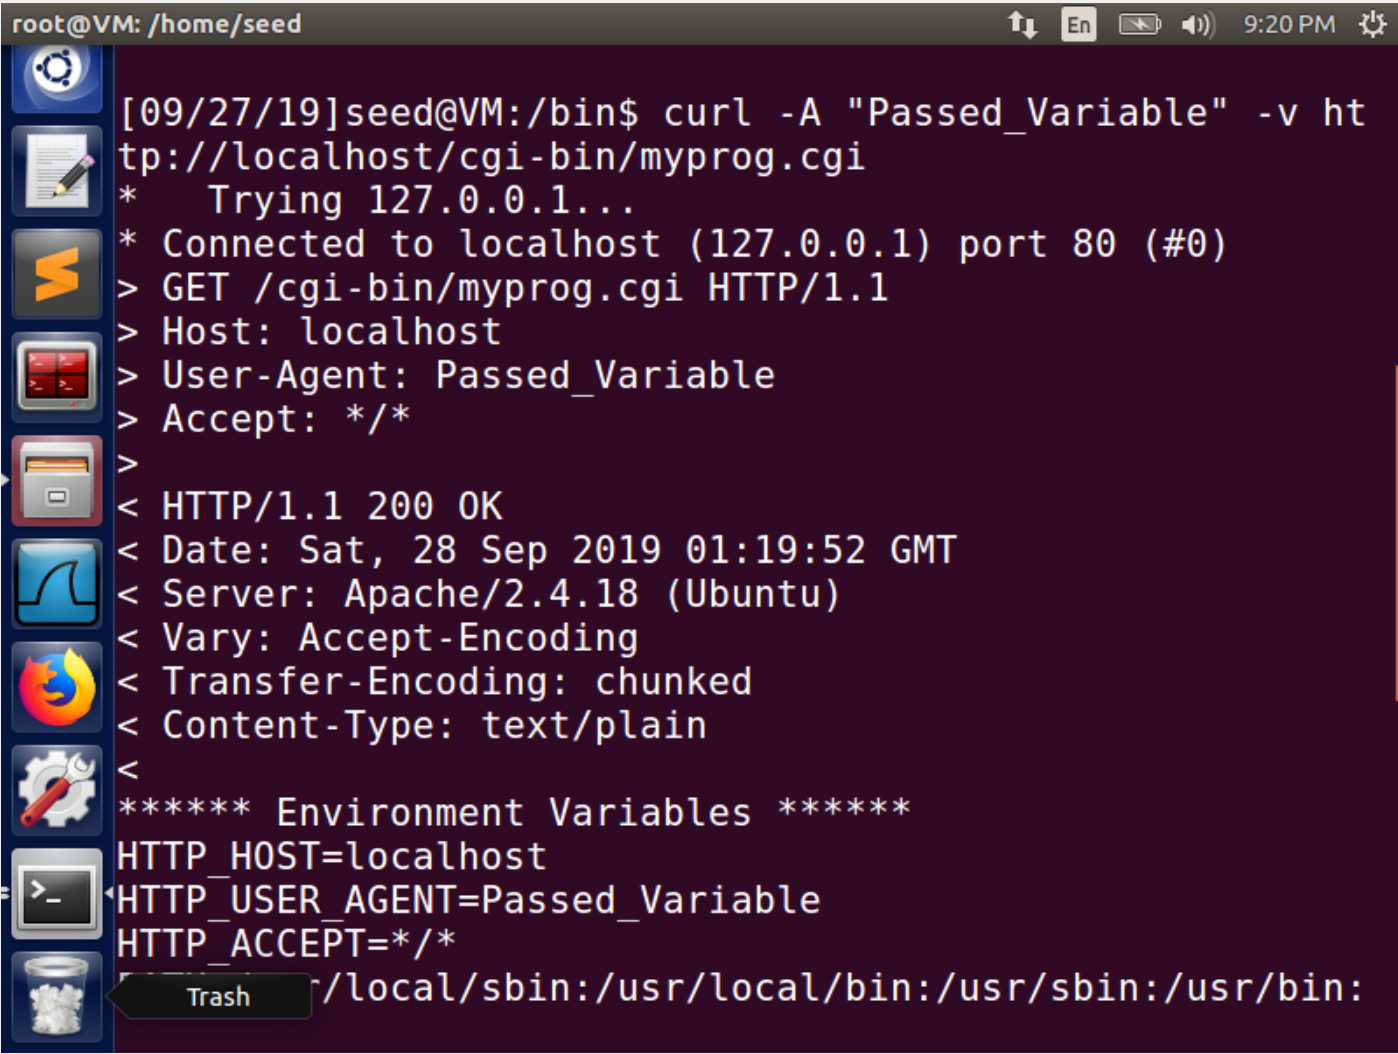 root@VM: /home/seed En 9:20 PM
[09/27/19]seed@VM:/bin$ curl -A "Passed_Variable" -v ht
tp://localhost/cgi-bin/myprog.cgi
*   Trying 127.0.0.1...
* Connected to localhost (127.0.0.1) port 80 (#0)
> GET /cgi-bin/myprog.cgi HTTP/1.1
> Host: localhost
> User-Agent: Passed_Variable
> Accept: */*
>
< HTTP/1.1 200 OK
< Date: Sat, 28 Sep 2019 01:19:52 GMT
< Server: Apache/2.4.18 (Ubuntu)
< Vary: Accept-Encoding
< Transfer-Encoding: chunked
< Content-Type: text/plain
<
****** Environment Variables ******
HTTP_HOST=localhost
HTTP_USER_AGENT=Passed_Variable
HTTP_ACCEPT=*/*
/local/sbin:/usr/local/bin:/usr/sbin:/usr/bin:
Trash